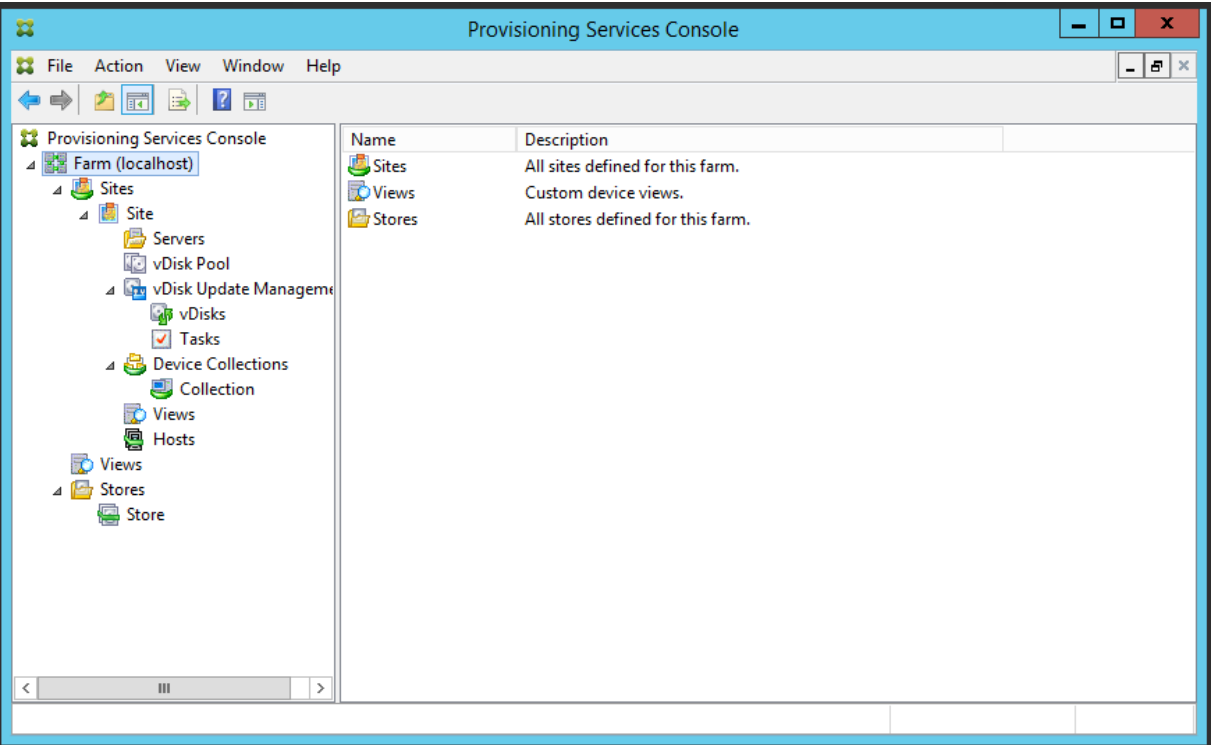 Provisioning Services Console
File Action View Window Help
Provisioning Services Console
Farm (localhost)
Sites
Site
Servers
vDisk Pool
vDisk Update Manageme
vDisks
Tasks
Device Collections
Collection
Views
Hosts
Views
Stores
Store
Name Description
Sites All sites defined for this farm.
Views Custom device views.
Stores All stores defined for this farm.